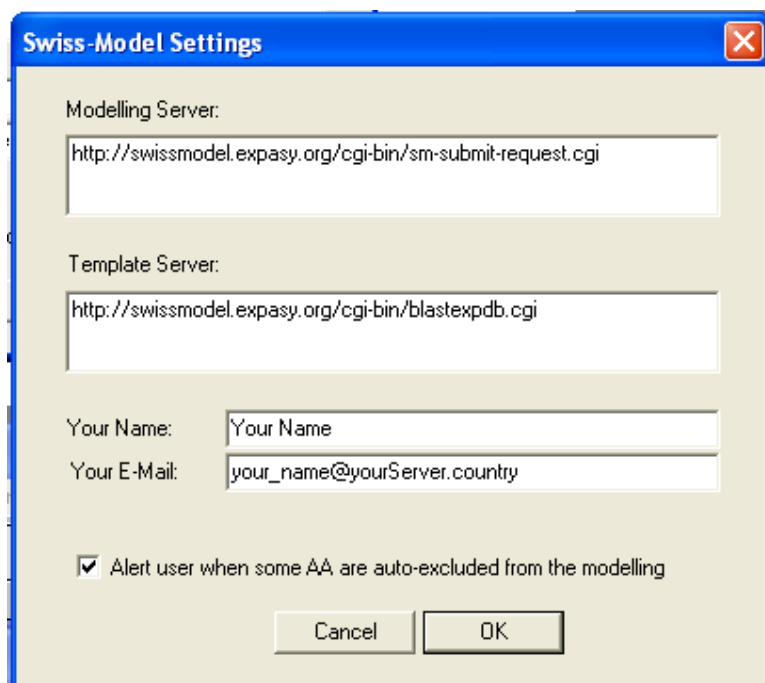 Swiss-Model Settings
Modelling Server:
http://swissmodel.expasy.org/cgi-bin/sm-submit-request.cgi
Template Server:
http://swissmodel.expasy.org/cgi-bin/blastexpdb.cgi
Your Name: Your Name
Your E-Mail: your_name@yourServer.country
Alert user when some AA are auto-excluded from the modelling
Cancel OK